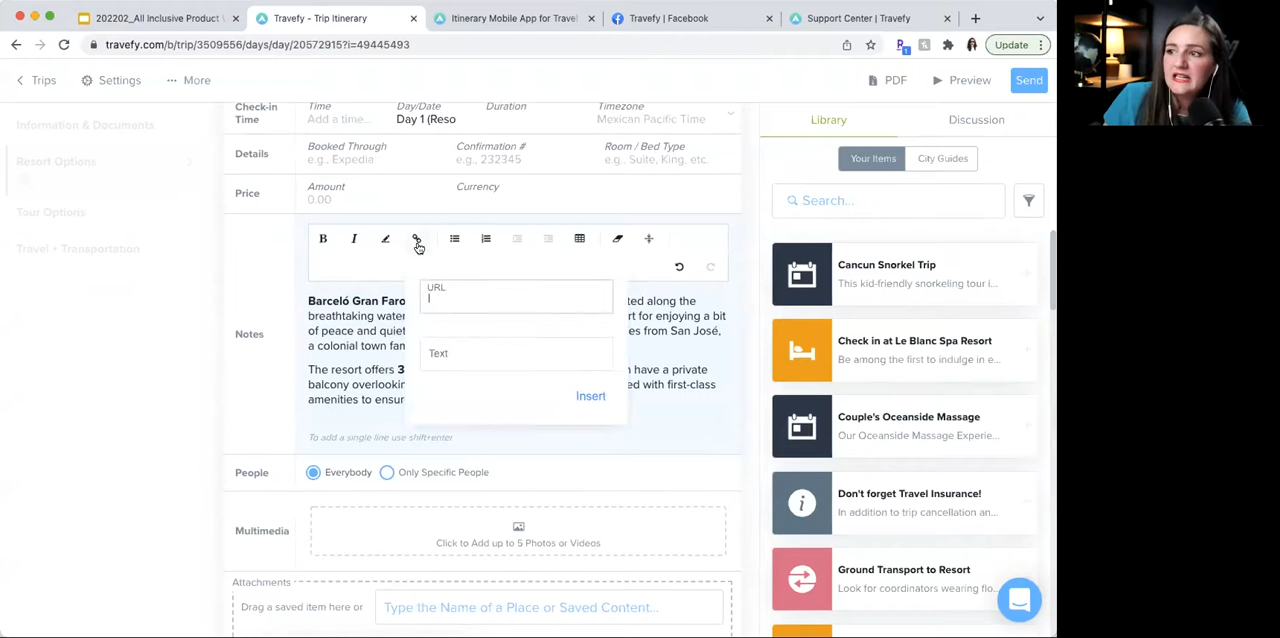 202202_All Inclusive Product
Travefy - Trip Itinerary
Itinerary Mobile App for Travel
Travefy | Facebook
Support Center | Travefy
travefy.com/b/trip/3509556/days/day/20572915?i=49445493
Update
Trips
Settings
More
PDF
Preview
Send
Information & Documents
Resort Options
Tour Options
Travel + Transportation
Check-in Time
Time
Add a time...
Day/Date
Day 1 (Reso
Duration
Timezone
Mexican Pacific Time
Details
Booked Through
e.g., Expedia
Confirmation #
e.g., 232345
Room / Bed Type
e.g., Suite, King, etc.
Price
Amount
0.00
Currency
Notes
B I
URL
Text
Insert
Barceló Gran Faro ted along the
breathtaking water rt for enjoying a bit
of peace and quiet es from San José,
a colonial town fam
The resort offers 3 n have a private
balcony overlookin ed with first-class
amenities to ensur
To add a single line use shift+enter
People
Everybody
Only Specific People
Multimedia
Click to Add up to 5 Photos or Videos
Attachments
Drag a saved item here or
Type the Name of a Place or Saved Content...
Library
Discussion
Your Items
City Guides
Search...
Cancun Snorkel Trip
This kid-friendly snorkeling tour i...
Check in at Le Blanc Spa Resort
Be among the first to indulge in e...
Couple's Oceanside Massage
Our Oceanside Massage Experie...
Don't forget Travel Insurance!
In addition to trip cancellation an...
Ground Transport to Resort
Look for coordinators wearing flo...